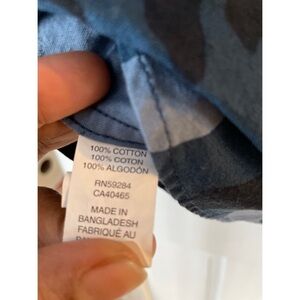 100% COTTON
100% COTON
100% ALGODÓN
RN59284
CA40465
MADE IN
BANGLADESH
FABRIQUÉ AU